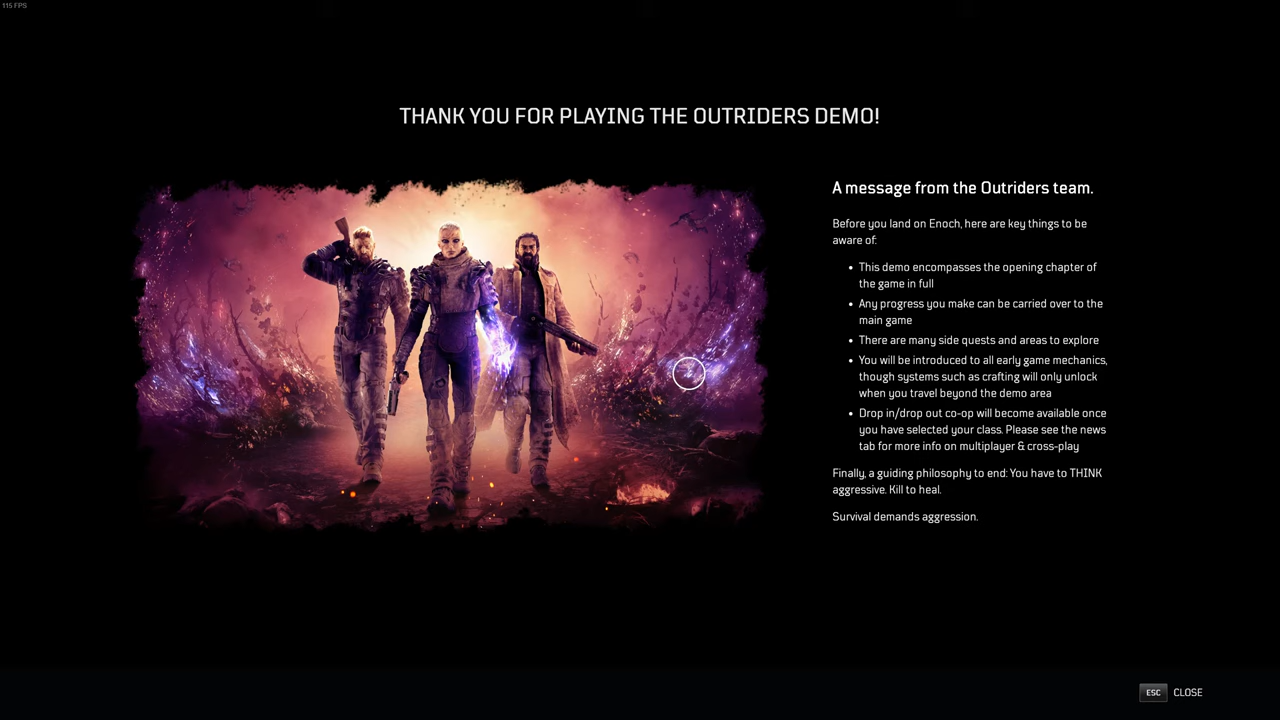 115 FPS
THANK YOU FOR PLAYING THE OUTRIDERS DEMO!
A message from the Outriders team.
Before you land on Enoch, here are key things to be
aware of:
• This demo encompasses the opening chapter of
the game in full
• Any progress you make can be carried over to the
main game
• There are many side quests and areas to explore
• You will be introduced to all early game mechanics,
though systems such as crafting will only unlock
when you travel beyond the demo area
• Drop in/drop out co-op will become available once
you have selected your class. Please see the news
tab for more info on multiplayer & cross-play
Finally, a guiding philosophy to end: You have to THINK
aggressive. Kill to heal.
Survival demands aggression.
ESC CLOSE